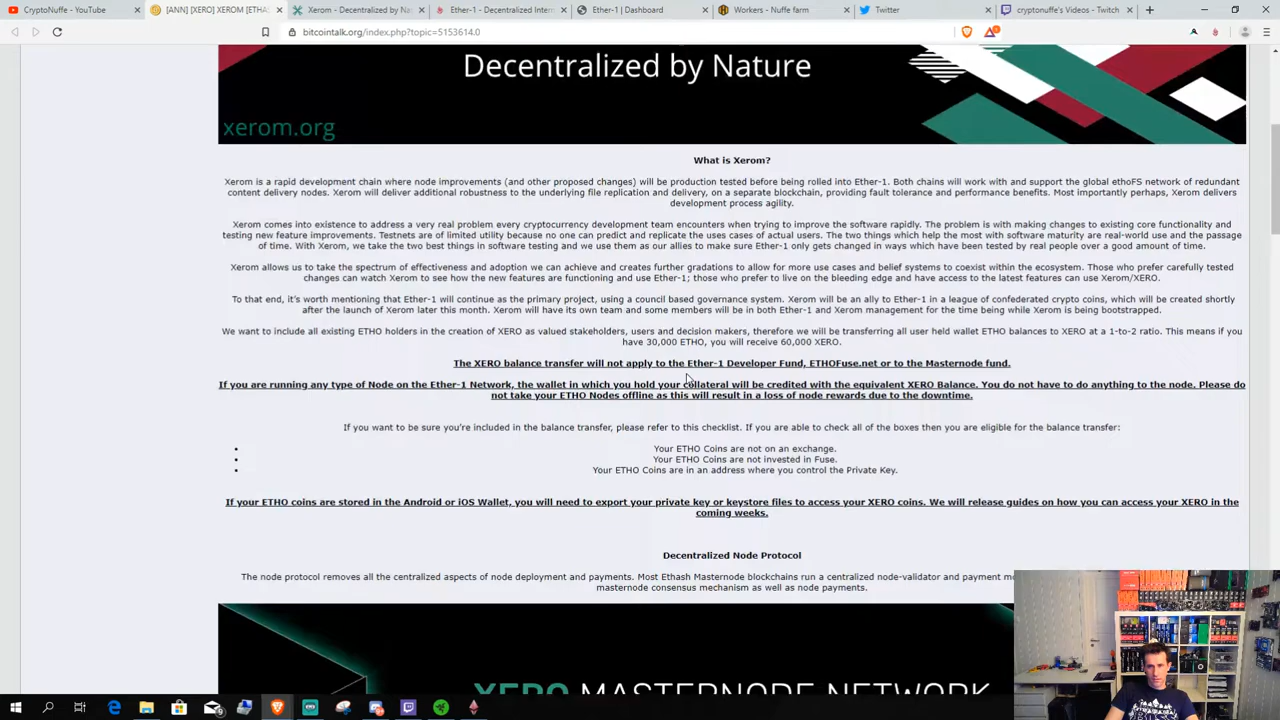 CryptoNuffe - YouTube
[ANN] [XERO] XEROM [ETHA
Xerom - Decentralized by Na
Ether-1 - Decentralized Inter
Ether-1 | Dashboard
Workers - Nuffe farm
Twitter
cryptonuffe's Videos - Twitch
bitcointalk.org/index.php?topic=5153614.0
Decentralized by Nature
xerom.org
What is Xerom?
Xerom is a rapid development chain where node improvements (and other proposed changes) will be production tested before being rolled into Ether-1. Both chains will work with and support the global ethoFS network of redundant
content delivery nodes. Xerom will deliver additional robustness to the underlying file replication and delivery, on a separate blockchain, providing fault tolerance and performance benefits. Most importantly perhaps, Xerom delivers
development process agility.
Xerom comes into existence to address a very real problem every cryptocurrency development team encounters when trying to improve the software rapidly. The problem is with making changes to existing core functionality and
testing new feature improvements. Testnets are of limited utility because no one can predict and replicate the uses cases of actual users. The two things which help the most with software maturity are real-world use and the passage
of time. With Xerom, we take the two best things in software testing and we use them as our allies to make sure Ether-1 only gets changed in ways which have been tested by real people over a good amount of time.
Xerom allows us to take the spectrum of effectiveness and adoption we can achieve and creates further gradations to allow for more use cases and belief systems to coexist within the ecosystem. Those who prefer carefully tested
changes can watch Xerom to see how the new features are functioning and use Ether-1; those who prefer to live on the bleeding edge and have access to the latest features can use Xerom/XERO.
To that end, it's worth mentioning that Ether-1 will continue as the primary project, using a council based governance system. Xerom will be an ally to Ether-1 in a league of confederated crypto coins, which will be created shortly
after the launch of Xerom later this month. Xerom will have its own team and some members will be in both Ether-1 and Xerom management for the time being while Xerom is being bootstrapped.
We want to include all existing ETHO holders in the creation of XERO as valued stakeholders, users and decision makers, therefore we will be transferring all user held wallet ETHO balances to XERO at a 1-to-2 ratio. This means if you
have 30,000 ETHO, you will receive 60,000 XERO.
The XERO balance transfer will not apply to the Ether-1 Developer Fund, ETHOFuse.net or to the Masternode fund.
If you are running any type of Node on the Ether-1 Network, the wallet in which you hold your collateral will be credited with the equivalent XERO Balance. You do not have to do anything to the node. Please do
not take your ETHO Nodes offline as this will result in a loss of node rewards due to the downtime.
If you want to be sure you're included in the balance transfer, please refer to this checklist. If you are able to check all of the boxes then you are eligible for the balance transfer:
Your ETHO Coins are not on an exchange.
Your ETHO Coins are not invested in Fuse.
Your ETHO Coins are in an address where you control the Private Key.
If your ETHO coins are stored in the Android or iOS Wallet, you will need to export your private key or keystore files to access your XERO coins. We will release guides on how you can access your XERO in the
coming weeks.
Decentralized Node Protocol
The node protocol removes all the centralized aspects of node deployment and payments. Most Ethash Masternode blockchains run a centralized node-validator and payment
masternode consensus mechanism as well as node payments.
XERO MASTERNODE NETWORK